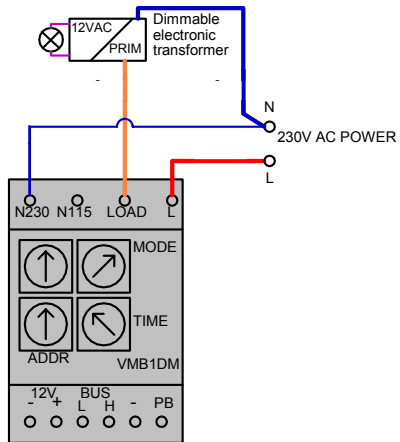 12VAC
PRIM
Dimmable
electronic
transformer
-
-
N
230V AC POWER
L
N230 N115 LOAD L
MODE
TIME
ADDR
VMB1DM
12V BUS
- + L H - PB